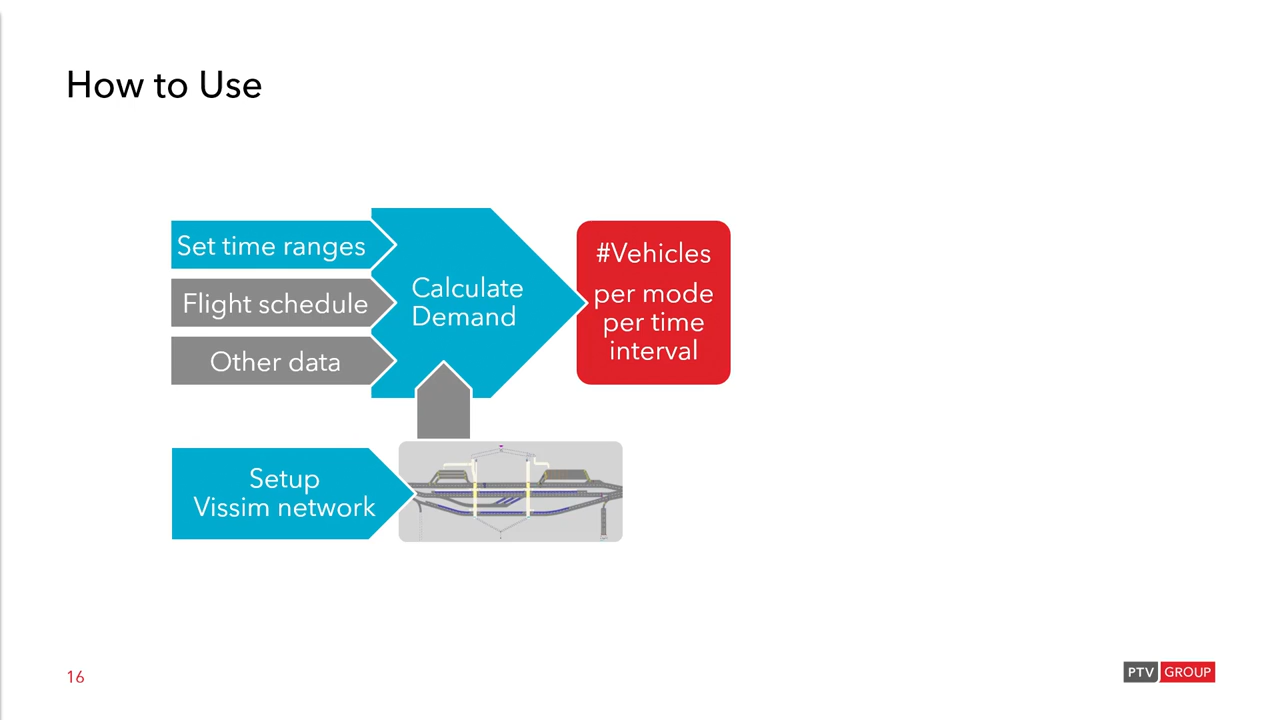 How to Use
Set time ranges
Flight schedule
Other data
Calculate
Demand
#Vehicles
per mode
per time
interval
Setup
Vissim network
16
PTV GROUP